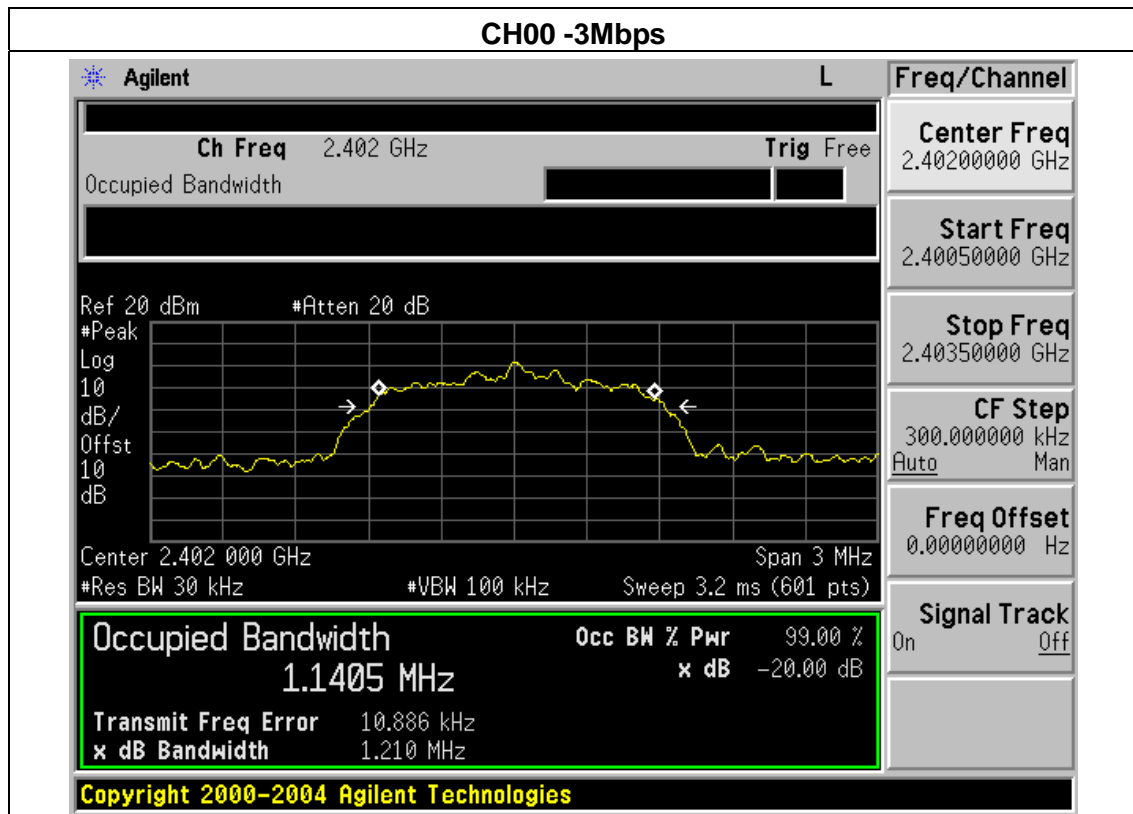 CH00 -3Mbps
Agilent L Freq/Channel
Ch Freq 2.402 GHz Trig Free
Occupied Bandwidth
Center Freq
2.40200000 GHz
Start Freq
2.40050000 GHz
Stop Freq
2.40350000 GHz
CF Step
300.000000 kHz
Auto Man
Freq Offset
0.00000000 Hz
Signal Track
On Off
Ref 20 dBm #Atten 20 dB
#Peak
Log
10
dB/
Offst
10
dB
Center 2.402 000 GHz Span 3 MHz
#Res BW 30 kHz #VBW 100 kHz Sweep 3.2 ms (601 pts)
Occupied Bandwidth Occ BW % Pwr 99.00 %
1.1405 MHz x dB -20.00 dB
Transmit Freq Error 10.886 kHz
x dB Bandwidth 1.210 MHz
Copyright 2000-2004 Agilent Technologies